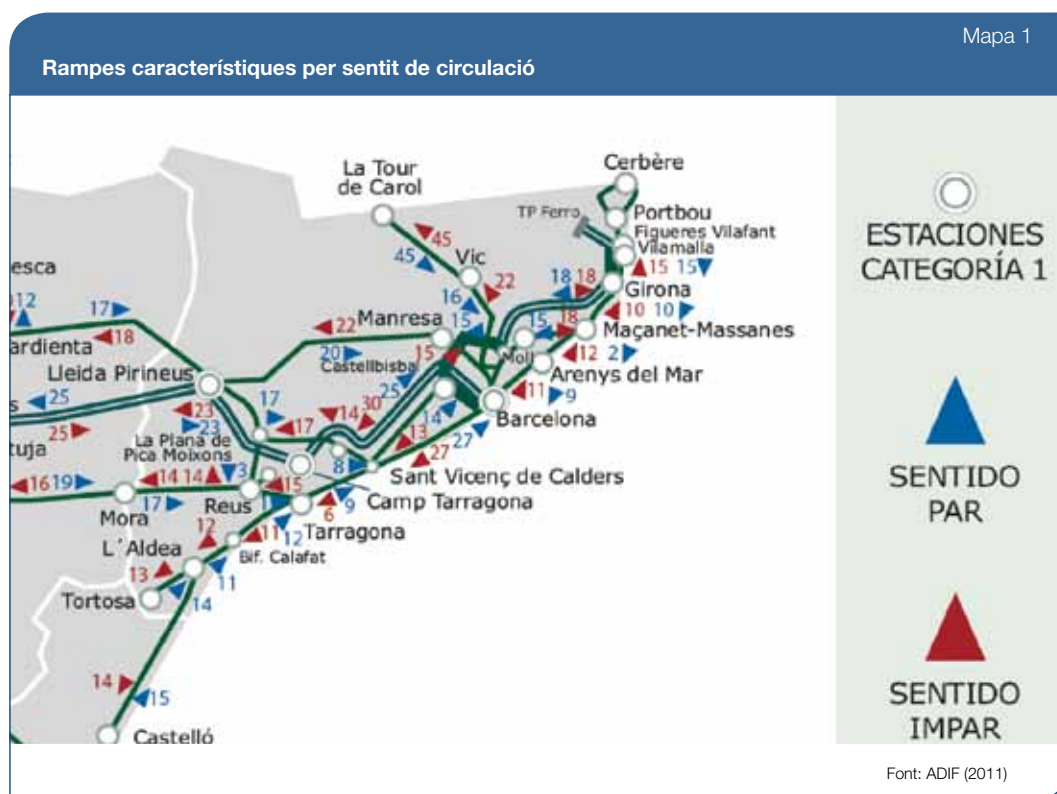 Mapa 1
Rampes característiques per sentit de circulació
Cerbère
La Tour
de Carol
TP Ferro
Portbou
Figueres Vilafant
Vilamalla
45
45
Vic
15
15
esca
12
18
18
Girona
22
16
17
10
10
22
Manresa
15
15
18
Maçanet-Massanes
18
ardienta
20
Castellbisba
15
Moll
12
2
Arenys del Mar
Lleida Pirineus
25
25
11
9
17
14
30
14
Barcelona
23
23
17
13
27
25
tuja
La Plana de
Pica Moixons
27
8
Sant Vicenç de Calders
16
19
14
14
3
15
Camp Tarragona
Mora
17
Reus
9
6
12
11
12
Tarragona
L´Aldea
Bif. Calafat
13
11
Tortosa
14
14
15
Castelló
ESTACIONES
CATEGORÍA 1
SENTIDO
PAR
SENTIDO
IMPAR
Font: ADIF (2011)